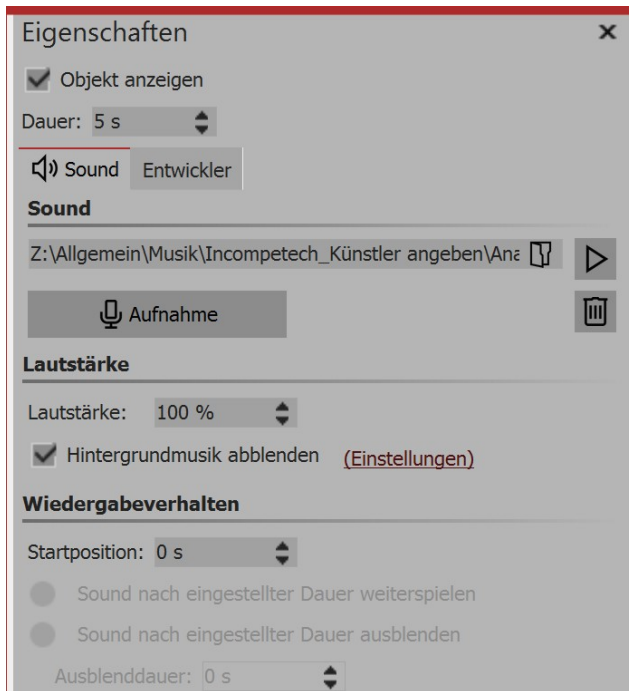 Eigenschaften
Objekt anzeigen
Dauer: 5 s
Sound Entwickler
Sound
Z:\Allgemein\Musik\Incompetech_Künstler angeben\Ana
Aufnahme
Lautstärke
Lautstärke: 100 %
Hintergrundmusik abblenden (Einstellungen)
Wiedergabeverhalten
Startposition: 0 s
Sound nach eingestellter Dauer weiterspielen
Sound nach eingestellter Dauer ausblenden
Ausblenddauer: 0 s